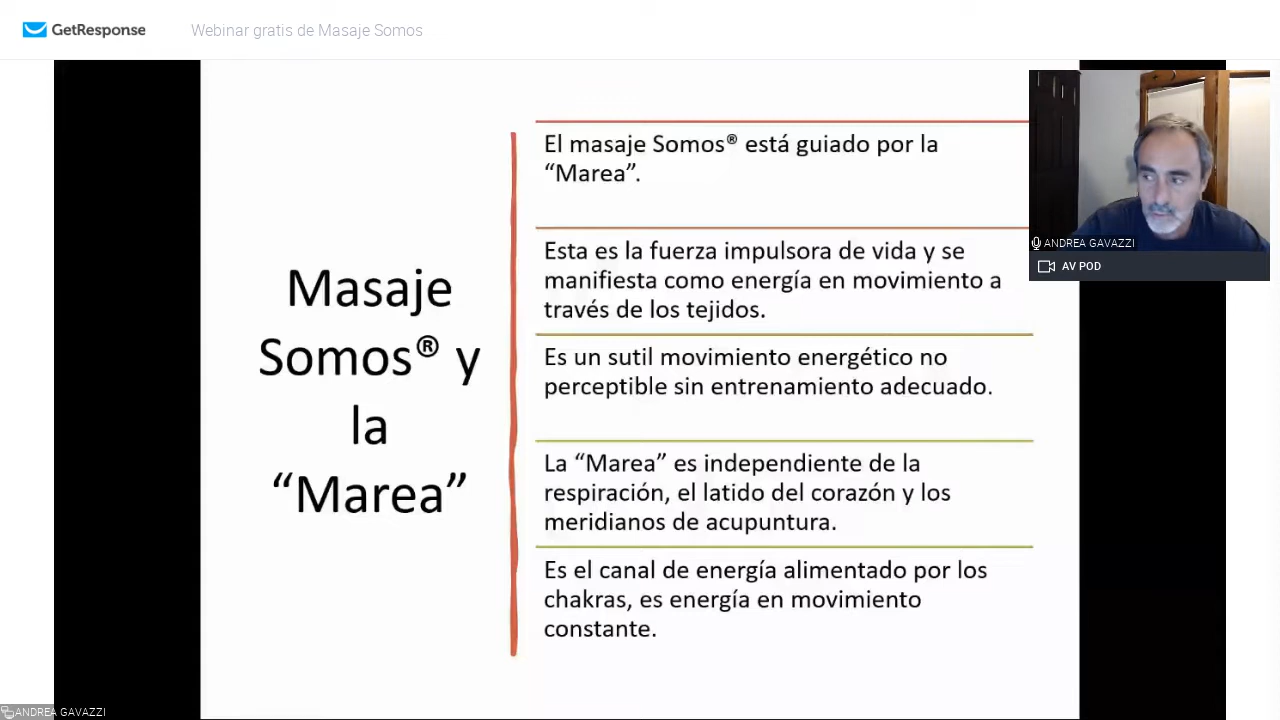 GetResponse
Webinar gratis de Masaje Somos
Masaje
Somos® y
la
“Marea”
El masaje Somos® está guiado por la
“Marea”.
Esta es la fuerza impulsora de vida y se
manifiesta como energía en movimiento a
través de los tejidos.
Es un sutil movimiento energético no
perceptible sin entrenamiento adecuado.
La “Marea” es independiente de la
respiración, el latido del corazón y los
meridianos de acupuntura.
Es el canal de energía alimentado por los
chakras, es energía en movimiento
constante.
ANDREA GAVAZZI
AV POD
ANDREA GAVAZZI